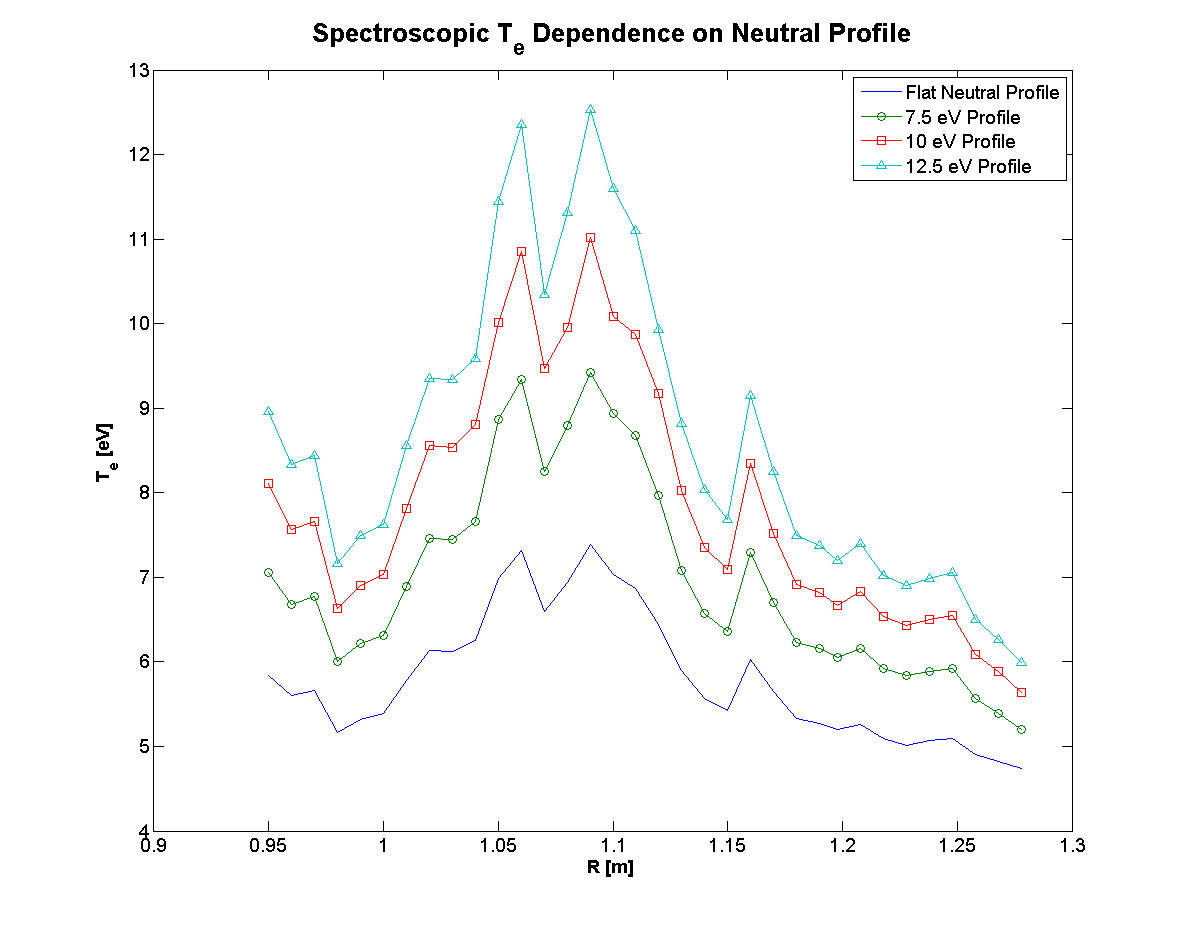 Spectroscopic Te Dependence on Neutral Profile
13
12
11
10
9
8
7
6
5
4
Te [eV]
0.9 0.95 1 1.05 1.1 1.15 1.2 1.25 1.3
R [m]
Flat Neutral Profile
7.5 eV Profile
10 eV Profile
12.5 eV Profile